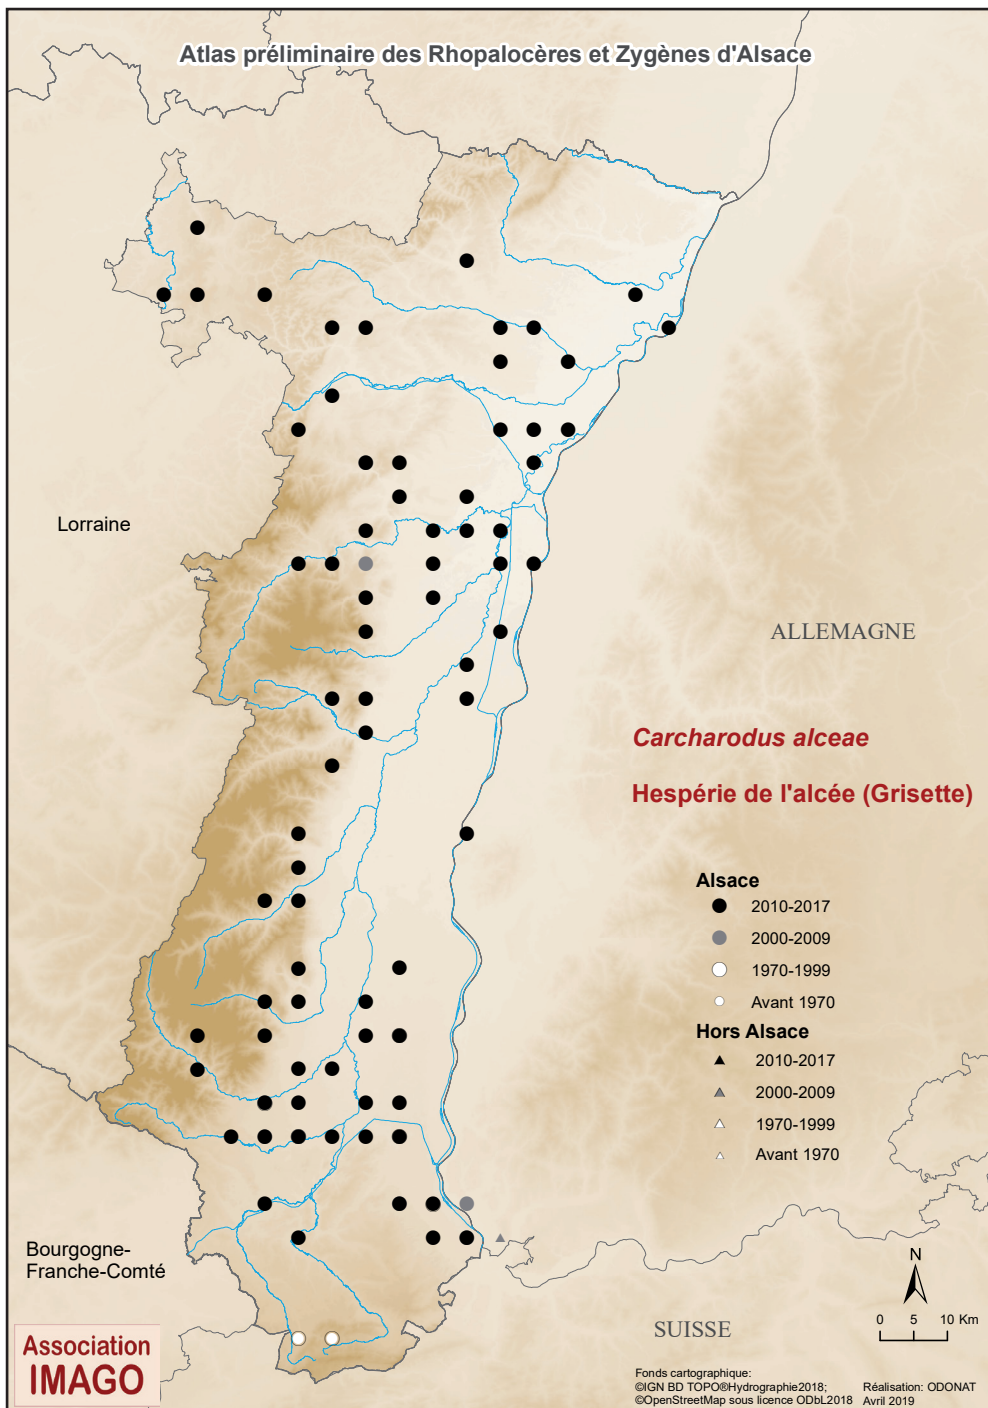 Atlas préliminaire des Rhopalocères et Zygènes d'Alsace
Lorraine
ALLEMAGNE
Carcharodus alceae
Hespérie de l'alcée (Grisette)
Alsace
2010-2017
2000-2009
1970-1999
Avant 1970
Hors Alsace
2010-2017
2000-2009
1970-1999
Avant 1970
Bourgogne-
Franche-Comté
N
0 5 10 Km
SUISSE
Association
IMAGO
Fonds cartographique:
©IGN BD TOPO®Hydrographie2018;
©OpenStreetMap sous licence ODbL2018
Réalisation: ODONAT
Avril 2019